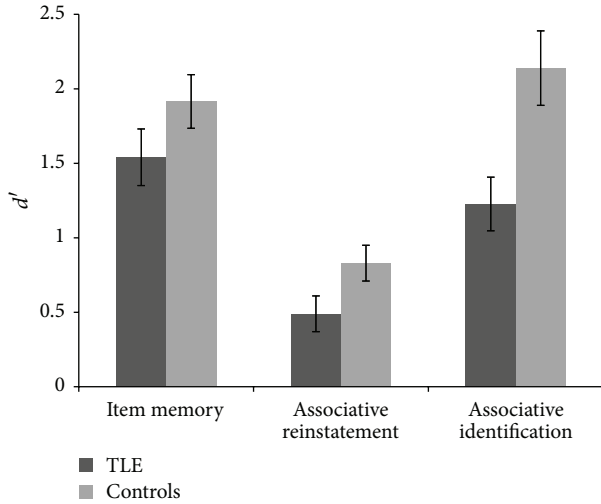 2.5
2
1.5
1
0.5
0
d′
Item memory
Associative
reinstatement
Associative
identification
TLE
Controls